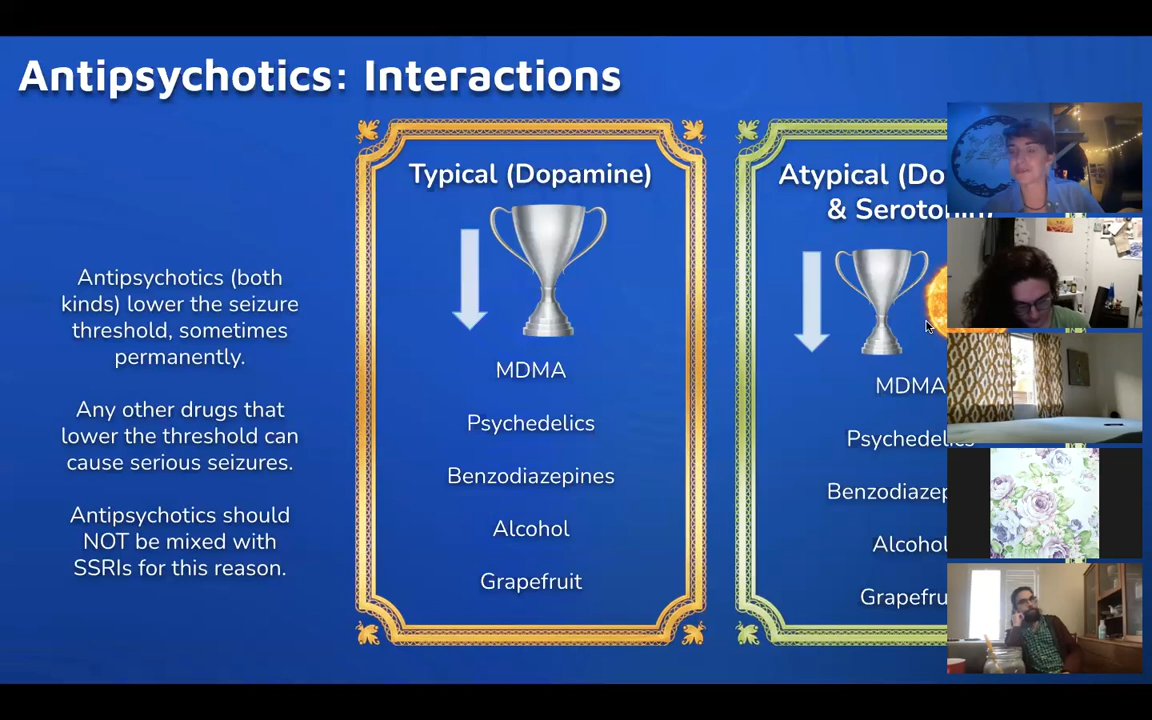 Antipsychotics: Interactions
Antipsychotics (both
kinds) lower the seizure
threshold, sometimes
permanently.
Any other drugs that
lower the threshold can
cause serious seizures.
Antipsychotics should
NOT be mixed with
SSRIs for this reason.
Typical (Dopamine)
MDMA
Psychedelics
Benzodiazepines
Alcohol
Grapefruit
Atypical (Do
& Serotonin)
MDMA
Psychedelics
Benzodiazep
Alcohol
Grapefru